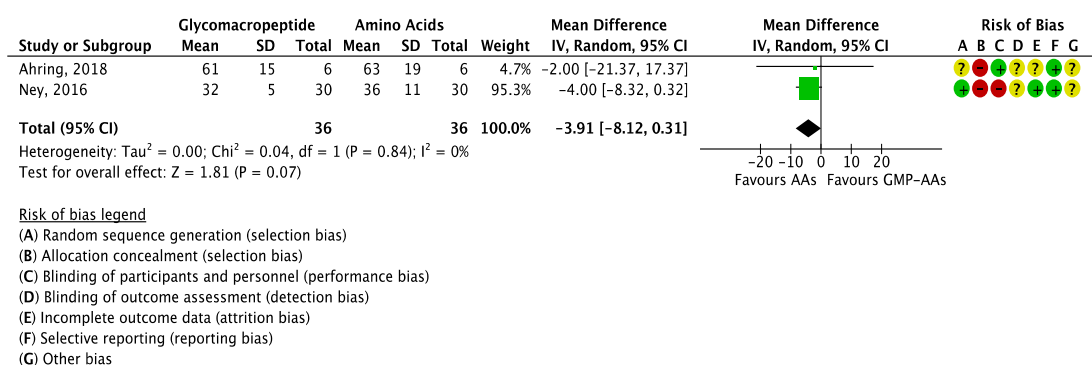 Glycomacropeptide Amino Acids Mean Difference Mean Difference Risk of Bias
Study or Subgroup Mean SD Total Mean SD Total Weight IV, Random, 95% CI IV, Random, 95% CI A B C D E F G
Ahring, 2018 61 15 6 63 19 6 4.7% −2.00 [−21.37, 17.37] ? − + ? ? + ?
Ney, 2016 32 5 30 36 11 30 95.3% −4.00 [−8.32, 0.32] + − − ? + + ?
Total (95% CI) 36 36 100.0% −3.91 [−8.12, 0.31]
Heterogeneity: Tau² = 0.00; Chi² = 0.04, df = 1 (P = 0.84); I² = 0%
Test for overall effect: Z = 1.81 (P = 0.07)
−20 −10 0 10 20
Favours AAs Favours GMP−AAs
Risk of bias legend
(A) Random sequence generation (selection bias)
(B) Allocation concealment (selection bias)
(C) Blinding of participants and personnel (performance bias)
(D) Blinding of outcome assessment (detection bias)
(E) Incomplete outcome data (attrition bias)
(F) Selective reporting (reporting bias)
(G) Other bias